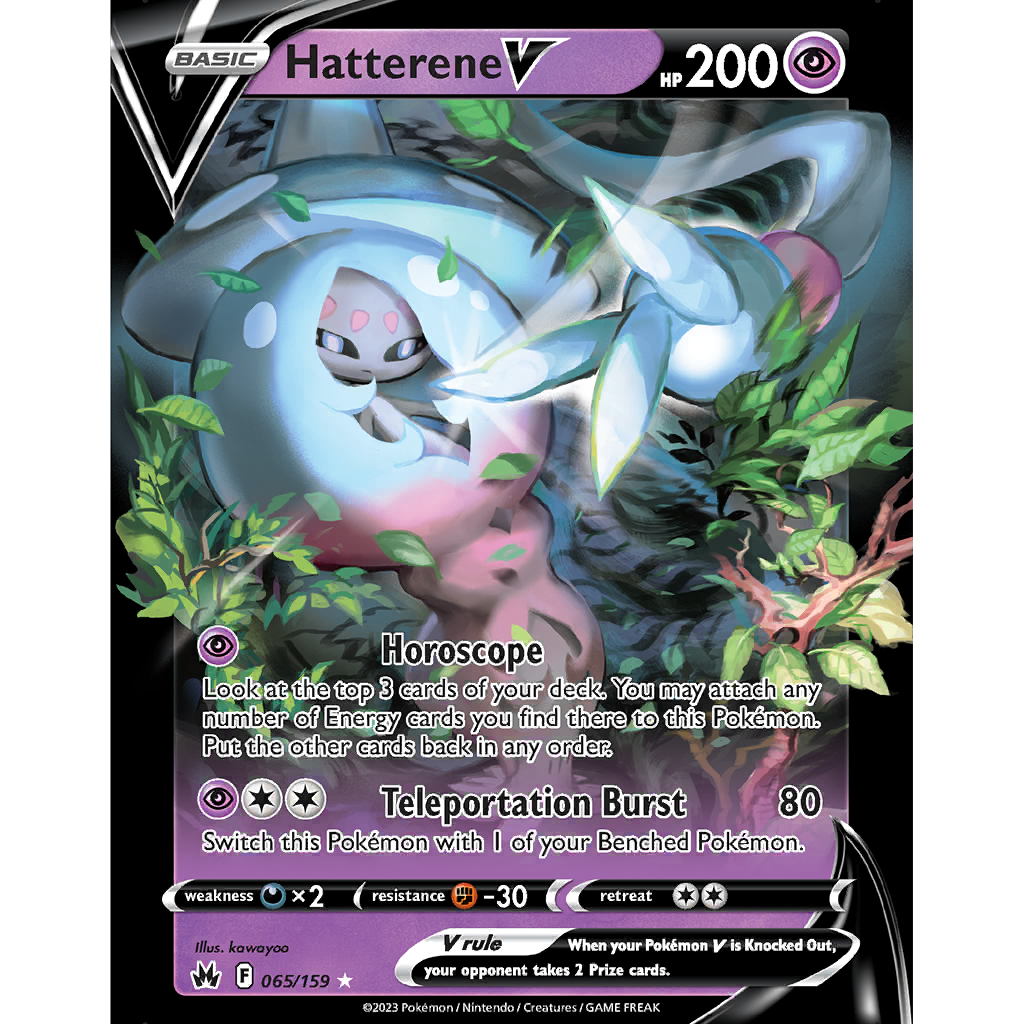 BASIC Hatterene V HP 200
Horoscope
Look at the top 3 cards of your deck. You may attach any
number of Energy cards you find there to this Pokémon.
Put the other cards back in any order.
Teleportation Burst 80
Switch this Pokémon with 1 of your Benched Pokémon.
weakness ×2 resistance -30 retreat
Illus. kawayoo
V rule When your Pokémon V is Knocked Out,
your opponent takes 2 Prize cards.
F 065/159
©2023 Pokémon / Nintendo / Creatures / GAME FREAK